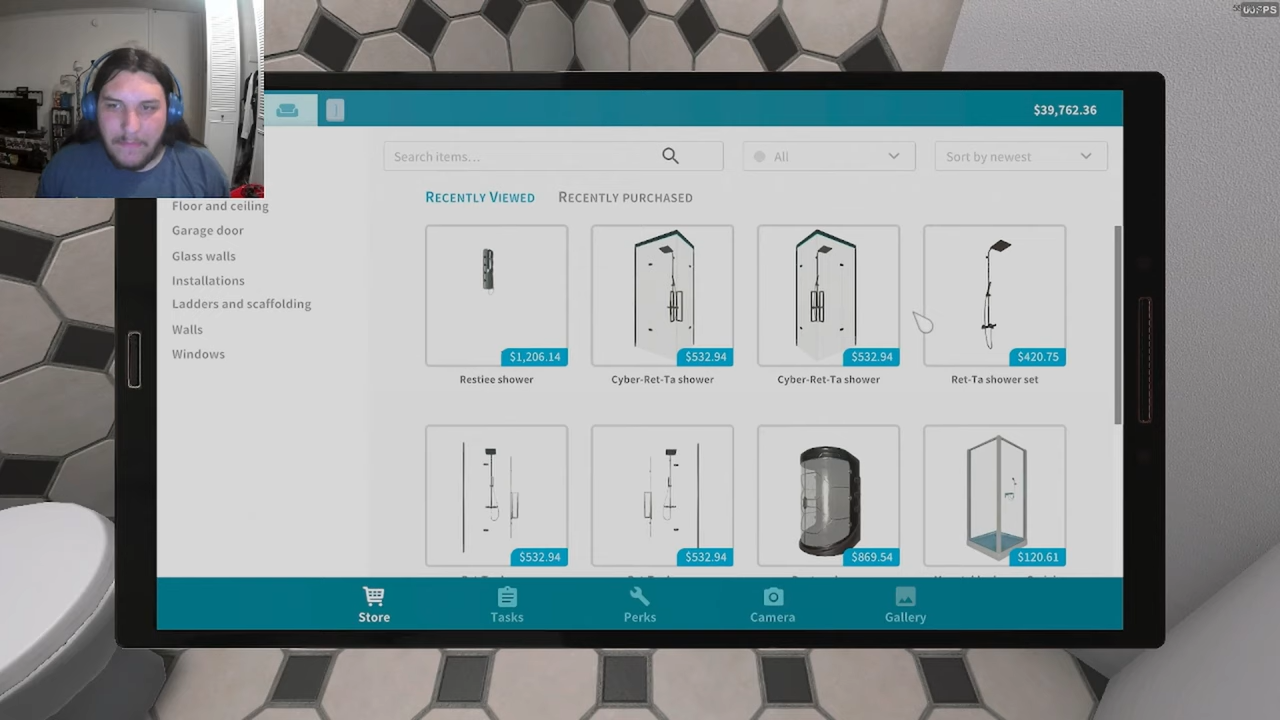 60FPS
$39,762.36
Search items...
All
Sort by newest
RECENTLY VIEWED
RECENTLY PURCHASED
Floor and ceiling
Garage door
Glass walls
Installations
Ladders and scaffolding
Walls
Windows
$1,206.14
$532.94
$532.94
$420.75
Restiee shower
Cyber-Ret-Ta shower
Cyber-Ret-Ta shower
Ret-Ta shower set
$532.94
$532.94
$869.54
$120.61
Store
Tasks
Perks
Camera
Gallery